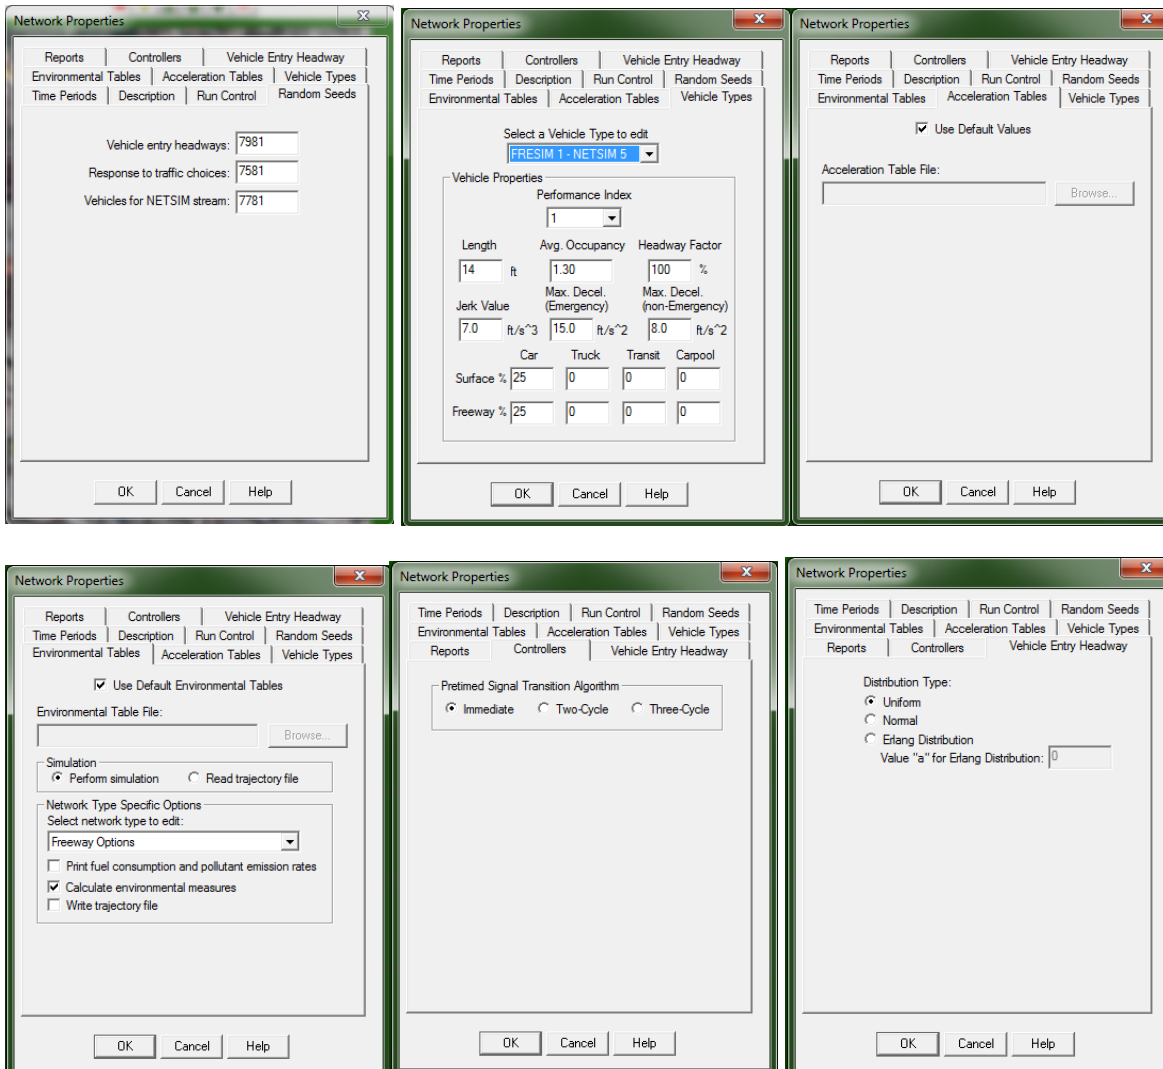 Network Properties
Reports Controllers Vehicle Entry Headway
Environmental Tables Acceleration Tables Vehicle Types
Time Periods Description Run Control Random Seeds
Vehicle entry headways: 7981
Response to traffic choices: 7581
Vehicles for NETSIM stream: 7781
OK Cancel Help
Network Properties
Reports Controllers Vehicle Entry Headway
Time Periods Description Run Control Random Seeds
Environmental Tables Acceleration Tables Vehicle Types
Select a Vehicle Type to edit
FRESIM 1 - NETSIM 5
Vehicle Properties
Performance Index
1
Length Avg. Occupancy Headway Factor
14 ft 1.30 100 %
Max. Decel. Max. Decel.
Jerk Value (Emergency) (non-Emergency)
7.0 ft/s^3 15.0 ft/s^2 8.0 ft/s^2
Car Truck Transit Carpool
Surface % 25 0 0 0
Freeway % 25 0 0 0
OK Cancel Help
Network Properties
Reports Controllers Vehicle Entry Headway
Time Periods Description Run Control Random Seeds
Environmental Tables Acceleration Tables Vehicle Types
Use Default Values
Acceleration Table File:
Browse...
OK Cancel Help
Network Properties
Reports Controllers Vehicle Entry Headway
Time Periods Description Run Control Random Seeds
Environmental Tables Acceleration Tables Vehicle Types
Use Default Environmental Tables
Environmental Table File:
Browse...
Simulation
Perform simulation Read trajectory file
Network Type Specific Options
Select network type to edit:
Freeway Options
Print fuel consumption and pollutant emission rates
Calculate environmental measures
Write trajectory file
OK Cancel Help
Network Properties
Time Periods Description Run Control Random Seeds
Environmental Tables Acceleration Tables Vehicle Types
Reports Controllers Vehicle Entry Headway
Pretimed Signal Transition Algorithm
Immediate Two-Cycle Three-Cycle
OK Cancel Help
Network Properties
Time Periods Description Run Control Random Seeds
Environmental Tables Acceleration Tables Vehicle Types
Reports Controllers Vehicle Entry Headway
Distribution Type:
Uniform
Normal
Erlang Distribution
Value "a" for Erlang Distribution: 0
OK Cancel Help